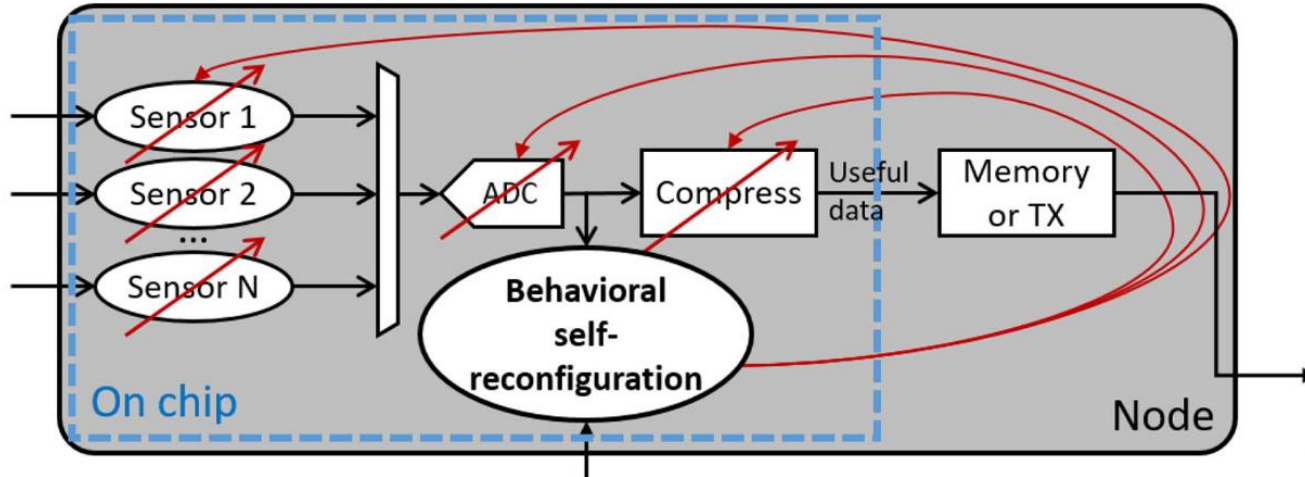 Sensor 1
Sensor 2
...
Sensor N
ADC
Compress
Useful
data
Memory
or TX
Behavioral
self-
reconfiguration
On chip
Node